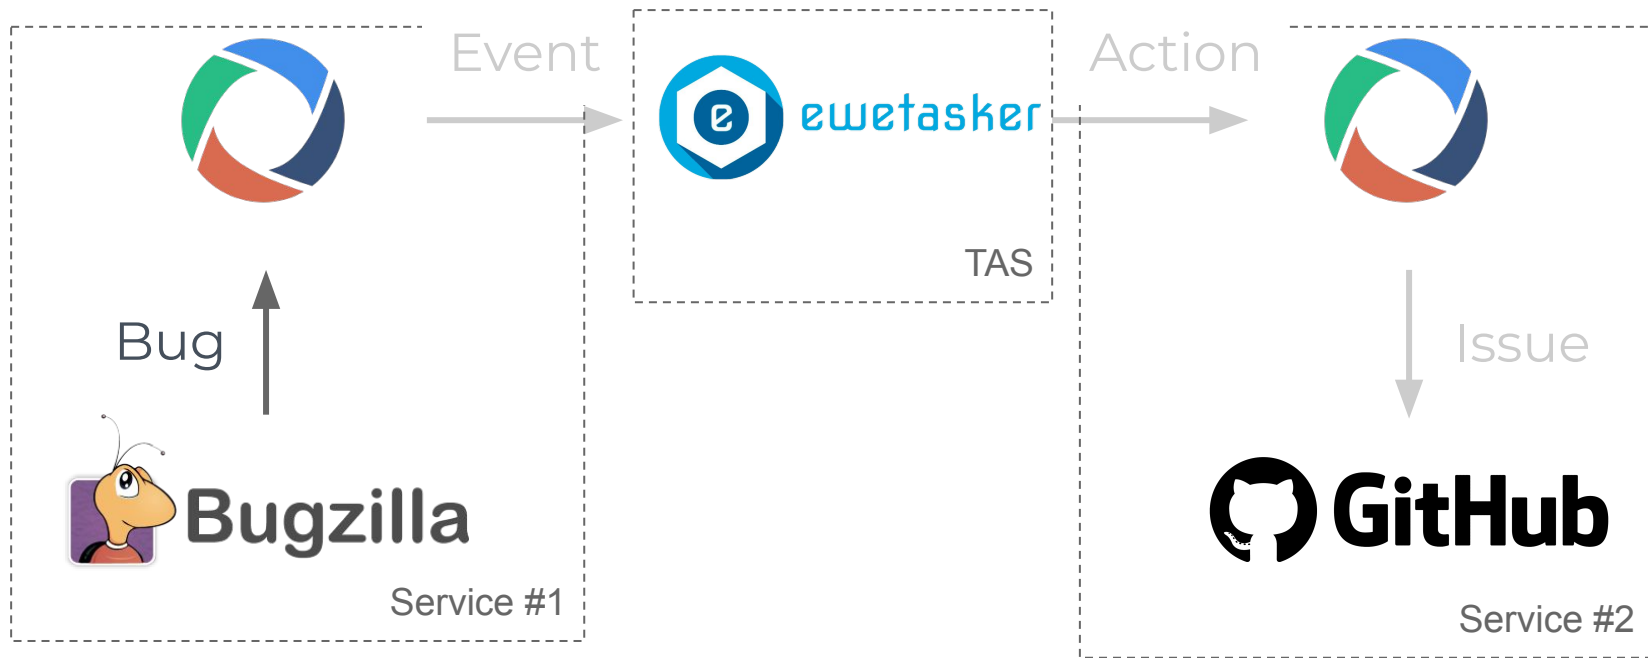 Event
Action
e
ewetasker
TAS
Bug
Issue
Bugzilla
GitHub
Service #1
Service #2